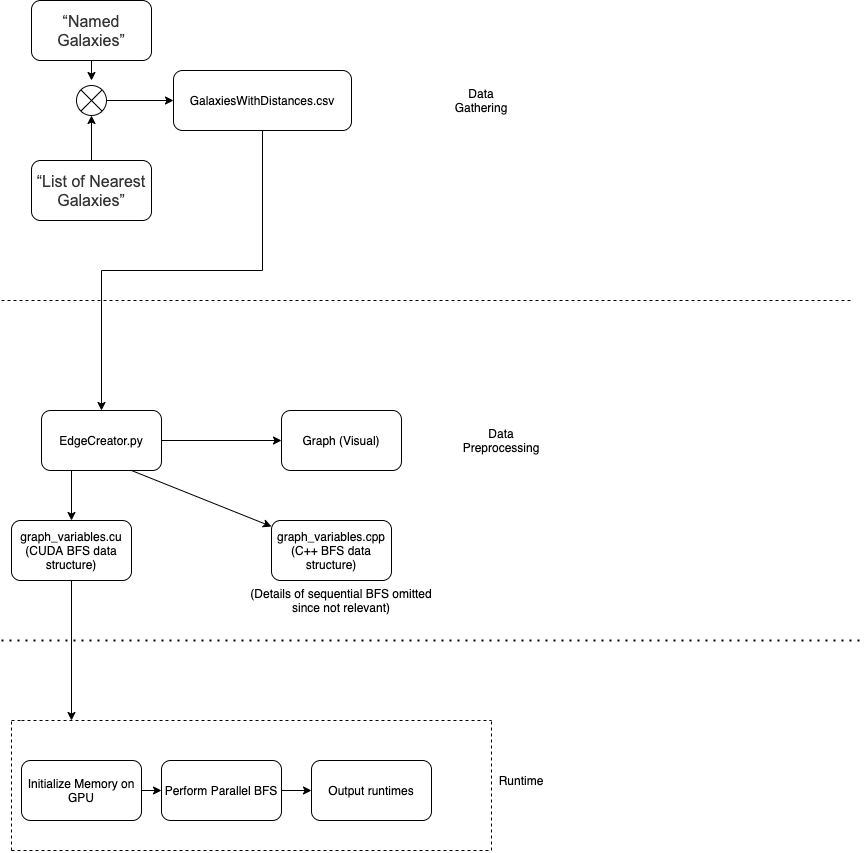 “Named
Galaxies”
GalaxiesWithDistances.csv
Data
Gathering
“List of Nearest
Galaxies”
EdgeCreator.py
Graph (Visual)
Data
Preprocessing
graph_variables.cu
(CUDA BFS data
structure)
graph_variables.cpp
(C++ BFS data
structure)
(Details of sequential BFS omitted
since not relevant)
Initialize Memory on
GPU
Perform Parallel BFS
Output runtimes
Runtime